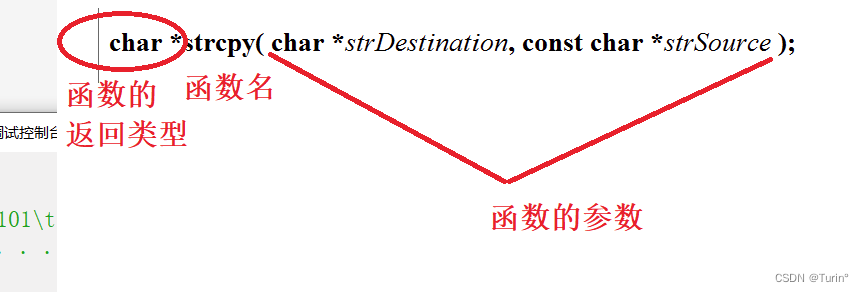 char *strcpy( char *strDestination, const char *strSource );
函数的 函数名
返回类型
调试控制台
函数的参数
101\t
. . .
CSDN @Turin°